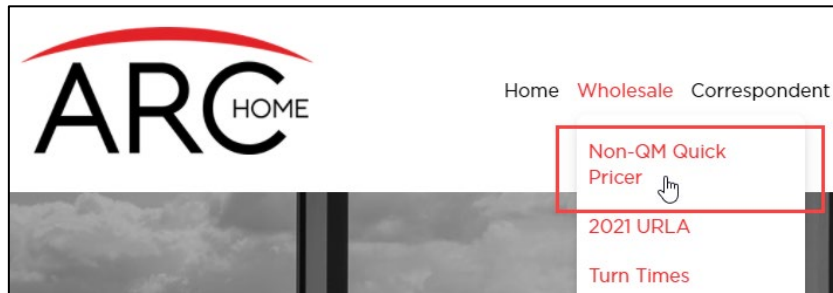 ARC HOME
Home Wholesale Correspondent
Non-QM Quick
Pricer
2021 URLA
Turn Times